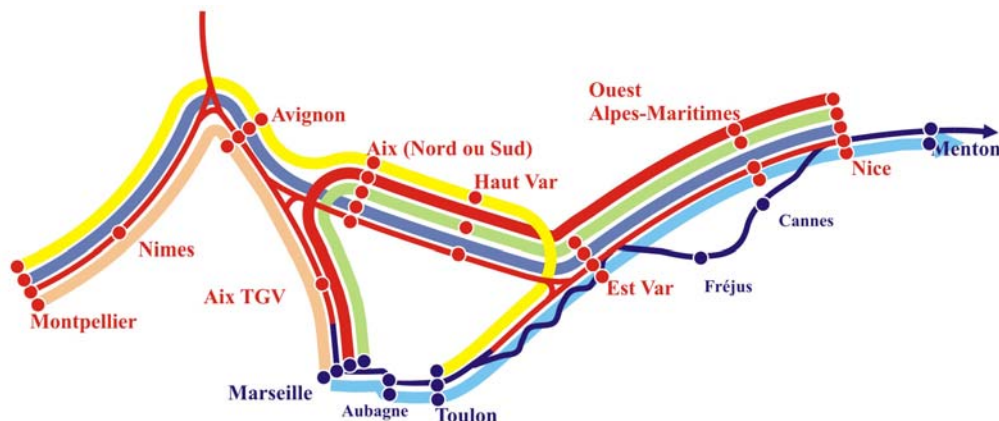 Ouest
Alpes-Maritimes
Avignon
Aix (Nord ou Sud)
Haut Var
Menton
Nice
Cannes
Nimes
Fréjus
Est Var
Aix TGV
Montpellier
Marseille
Aubagne
Toulon